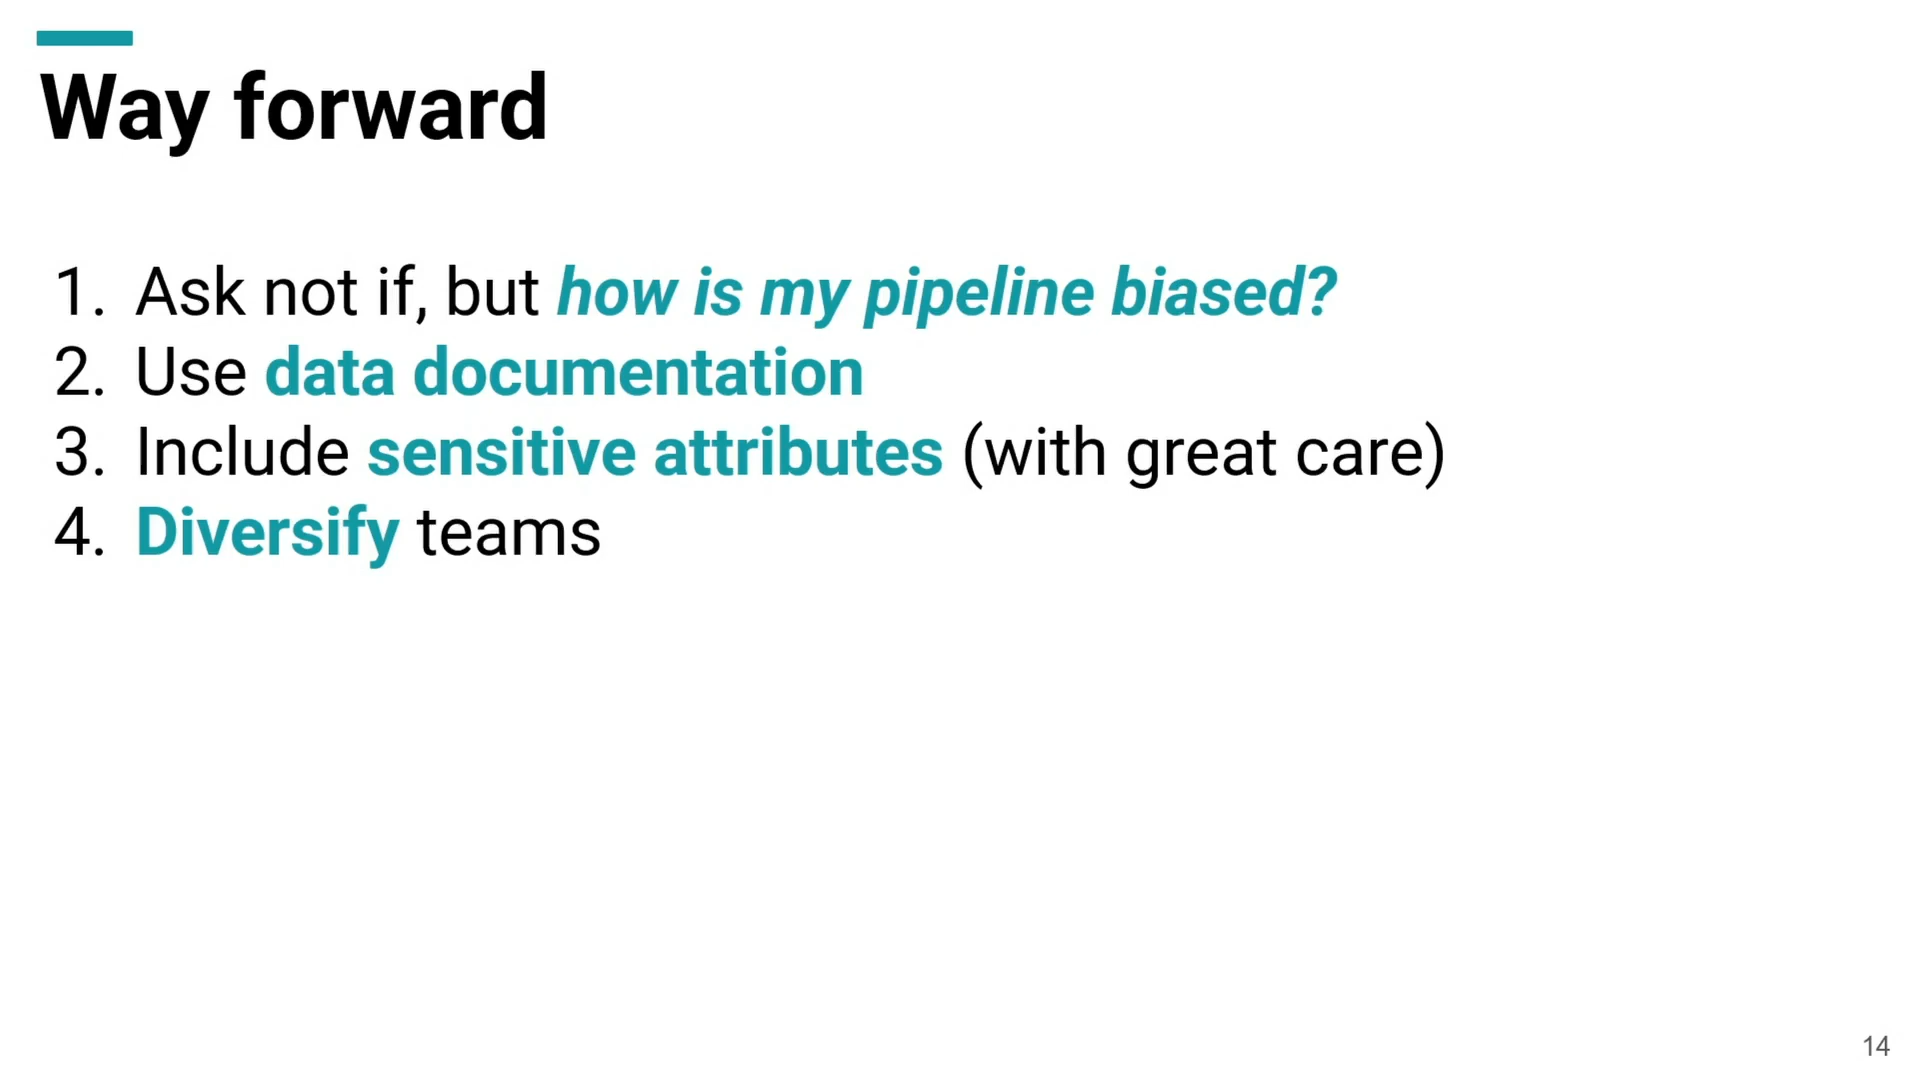 Way forward
1. Ask not if, but how is my pipeline biased?
2. Use data documentation
3. Include sensitive attributes (with great care)
4. Diversify teams
14